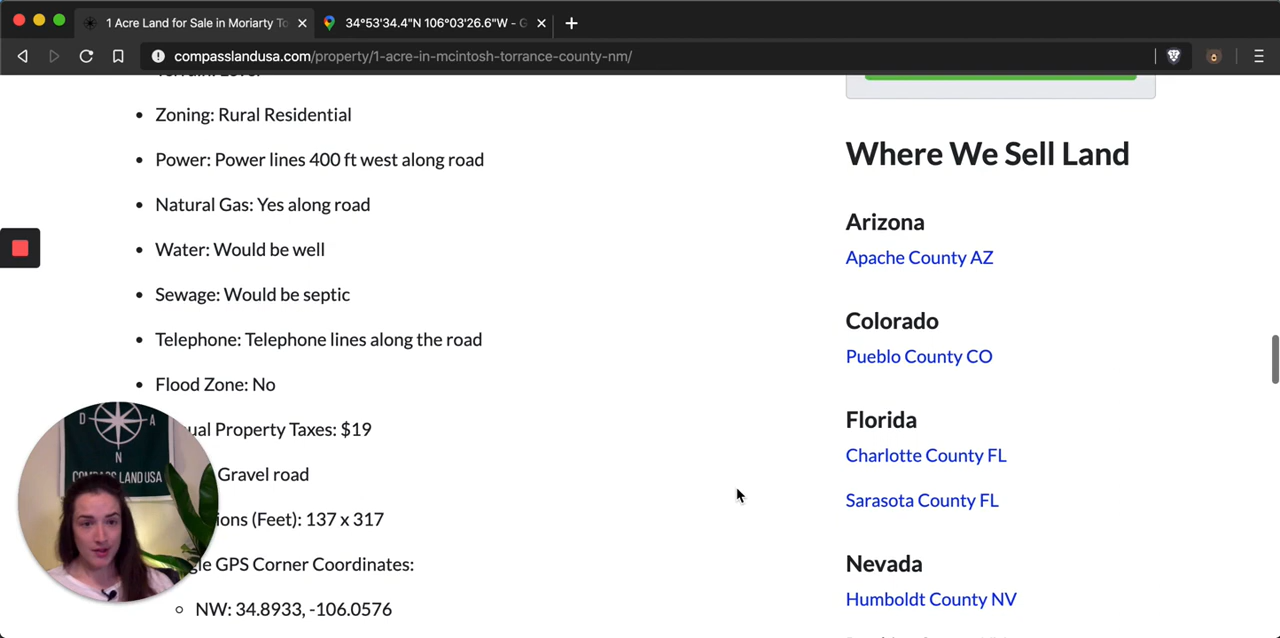 1 Acre Land for Sale in Moriarty To
34°53'34.4"N 106°03'26.6"W - G
compasslandusa.com/property/1-acre-in-mcintosh-torrance-county-nm/
Zoning: Rural Residential
Power: Power lines 400 ft west along road
Natural Gas: Yes along road
Water: Would be well
Sewage: Would be septic
Telephone: Telephone lines along the road
Flood Zone: No
ual Property Taxes: $19
Gravel road
ions (Feet): 137 x 317
gle GPS Corner Coordinates:
NW: 34.8933, -106.0576
Where We Sell Land
Arizona
Apache County AZ
Colorado
Pueblo County CO
Florida
Charlotte County FL
Sarasota County FL
Nevada
Humboldt County NV
D A
N
COMPASS LAND USA